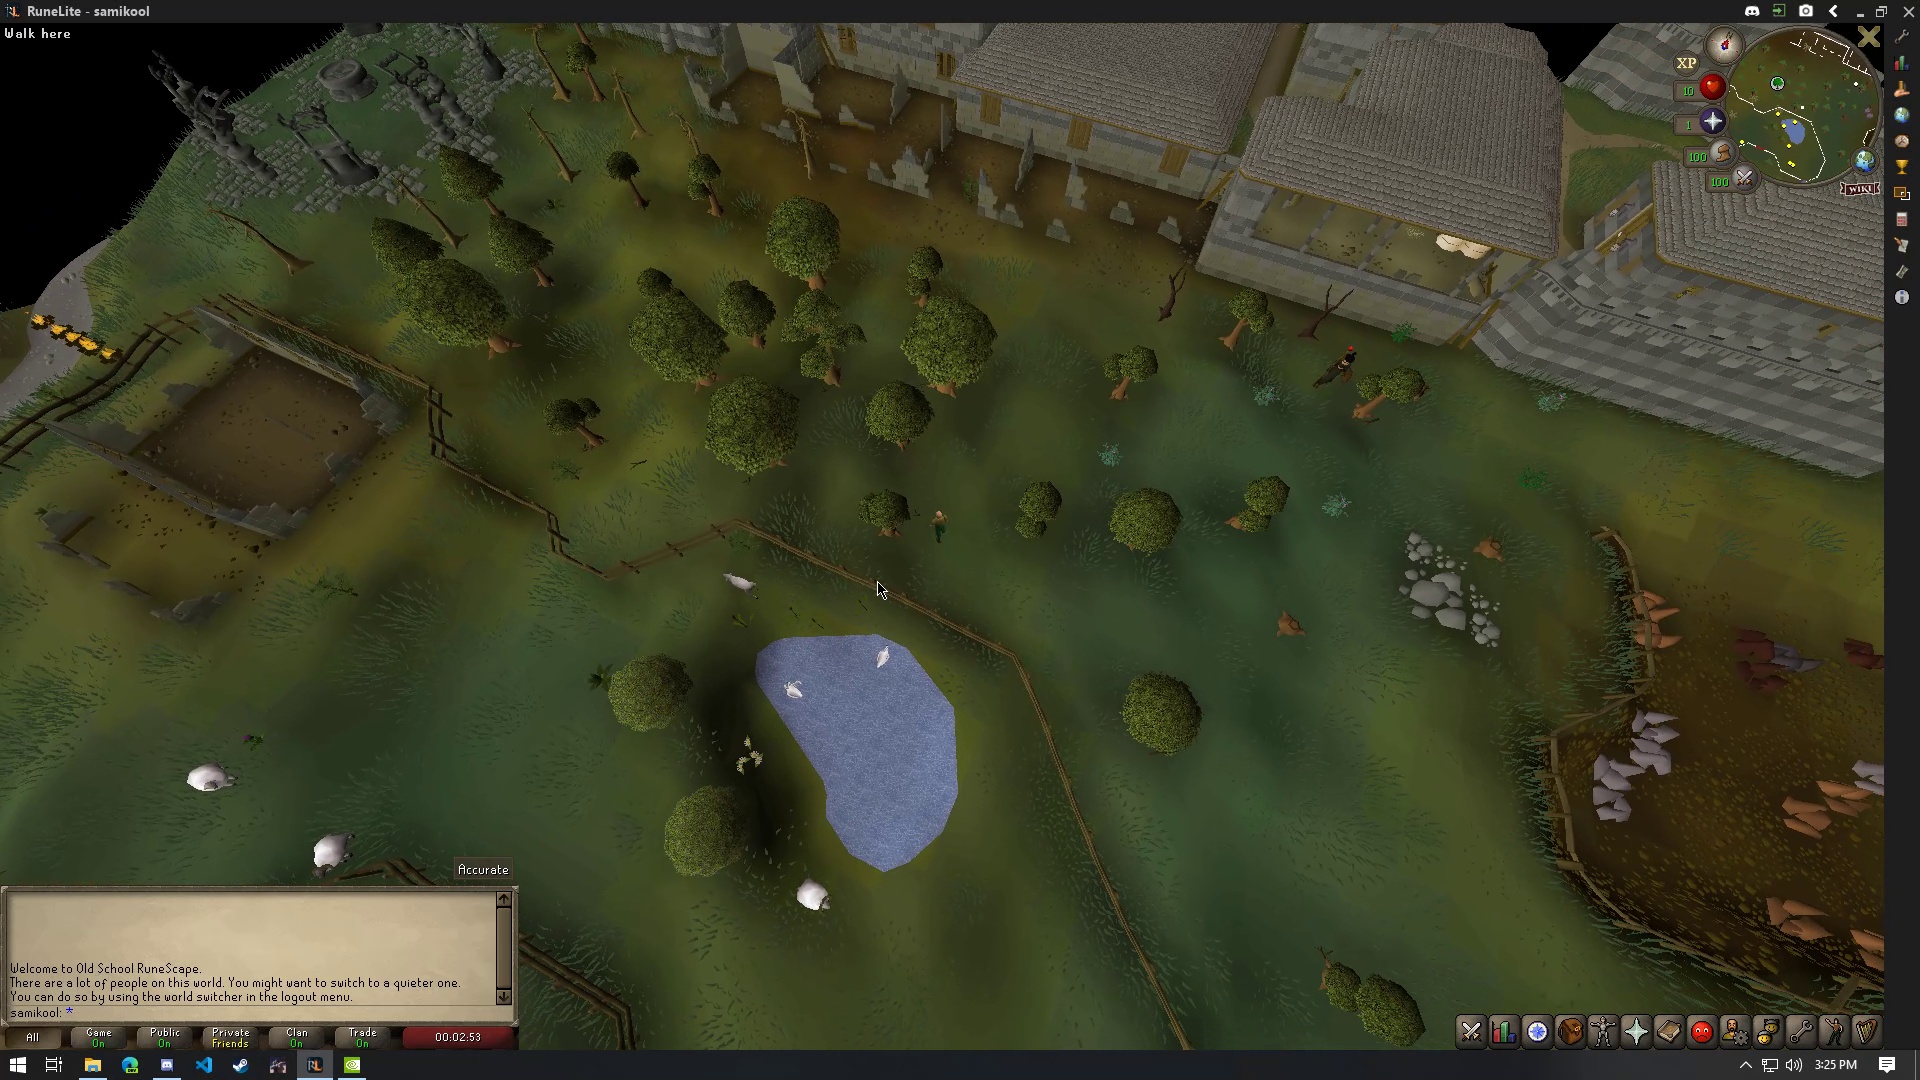 RuneLite - samikool
Walk here
XP
10
1
100
100
WIKI
Accurate
Welcome to Old School RuneScape.
There are a lot of people on this world. You might want to switch to a quieter one.
You can do so by using the world switcher in the logout menu.
samikool: *
All
Game
On
Public
On
Private
Friends
Clan
On
Trade
On
00:02:53
3:25 PM